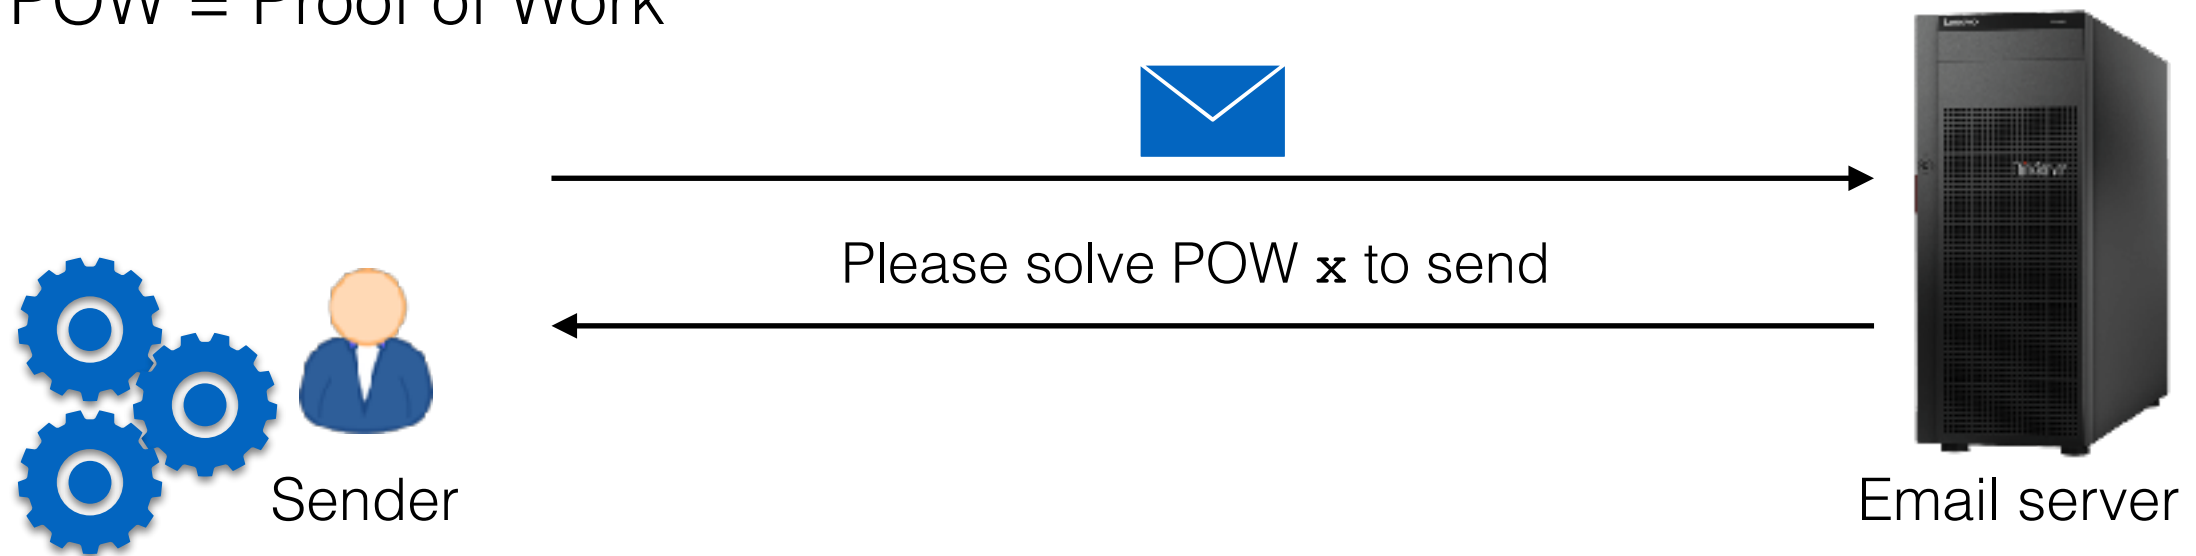 POW = Proof of Work
Please solve POW x to send
Sender
Email server